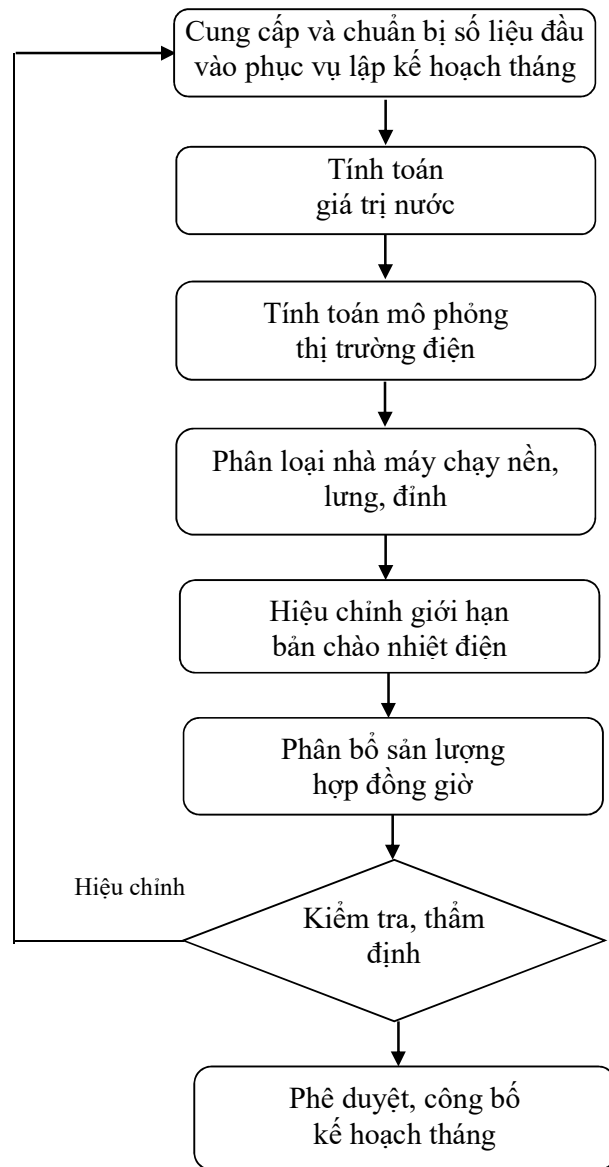 Cung cấp và chuẩn bị số liệu đầu
vào phục vụ lập kế hoạch tháng
Tính toán
giá trị nước
Tính toán mô phỏng
thị trường điện
Phân loại nhà máy chạy nền,
lưng, đỉnh
Hiệu chỉnh giới hạn
bản chào nhiệt điện
Phân bổ sản lượng
hợp đồng giờ
Hiệu chỉnh
Kiểm tra, thẩm
định
Phê duyệt, công bố
kế hoạch tháng